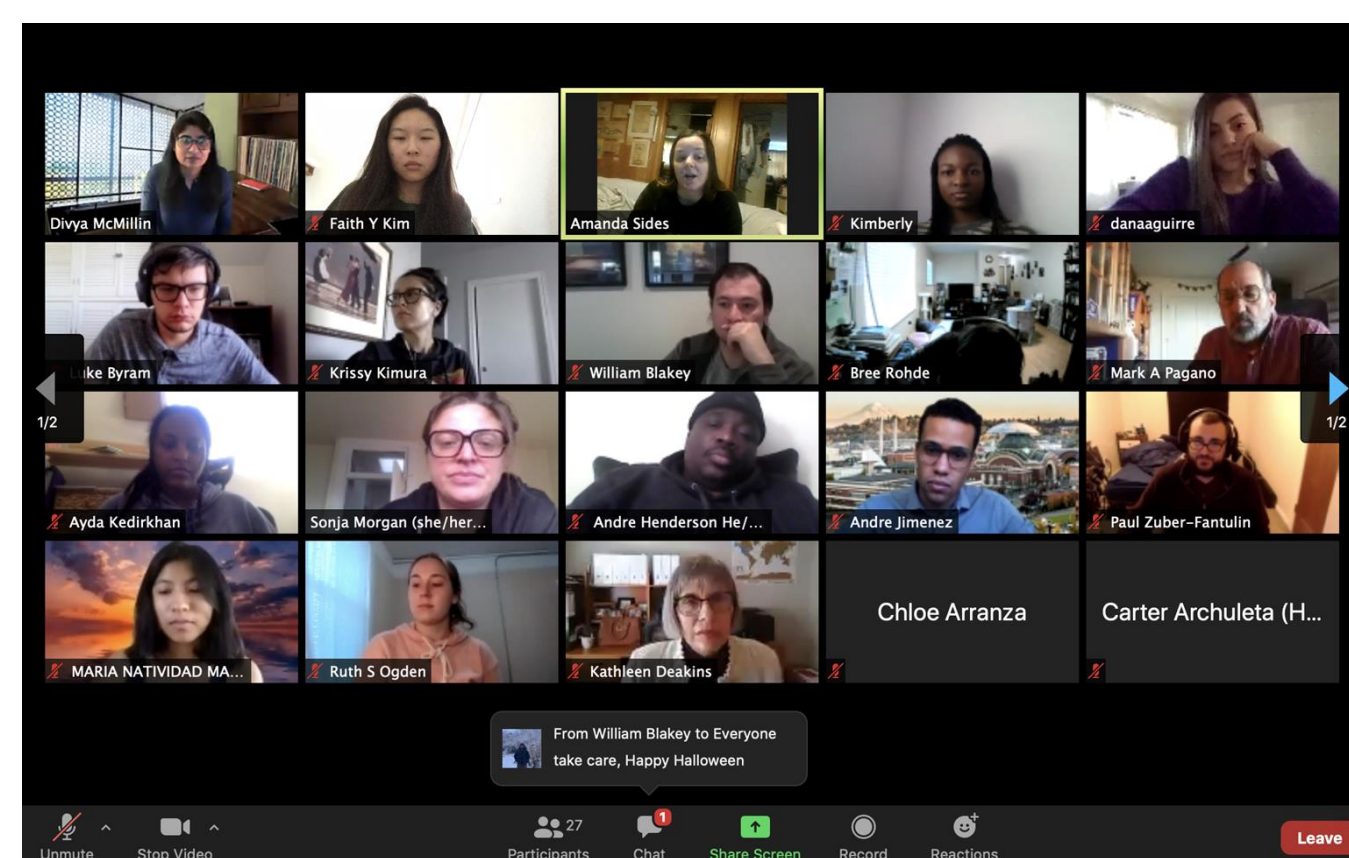 Divya McMillin
Faith Y Kim
Amanda Sides
Kimberly
danaaguirre
Luke Byram
Krissy Kimura
William Blakey
Bree Rohde
Mark A Pagano
1/2
1/2
Ayda Kedirkhan
Sonja Morgan (she/her...
Andre Henderson He/...
Andre Jimenez
Paul Zuber-Fantulin
MARIA NATIVIDAD MA...
Ruth S Ogden
Kathleen Deakins
Chloe Arranza
Carter Archuleta (H...
From William Blakey to Everyone
take care, Happy Halloween
27
1
Unmute
Stop Video
Participants
Chat
Share Screen
Record
Reactions
Leave